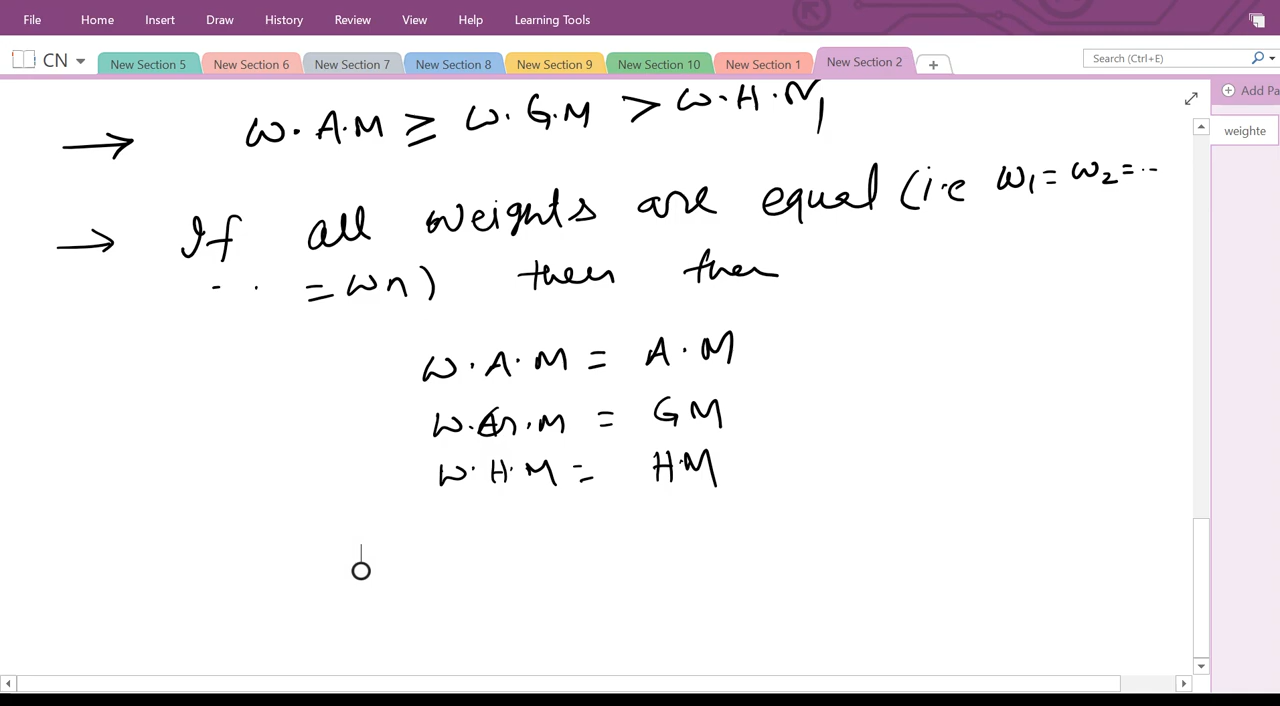 File Home Insert Draw History Review View Help Learning Tools
CN New Section 5 New Section 6 New Section 7 New Section 8 New Section 9 New Section 10 New Section 1 New Section 2 + Search (Ctrl+E)
+ Add Pa
weighte
→ W.A.M ≥ W.G.M > W.H.M
→ If all weights are equal (i.e w₁ = w₂ = ..
.. = wn) then then
W.A.M = A.M
W.G.M = GM
W.H.M = H.M